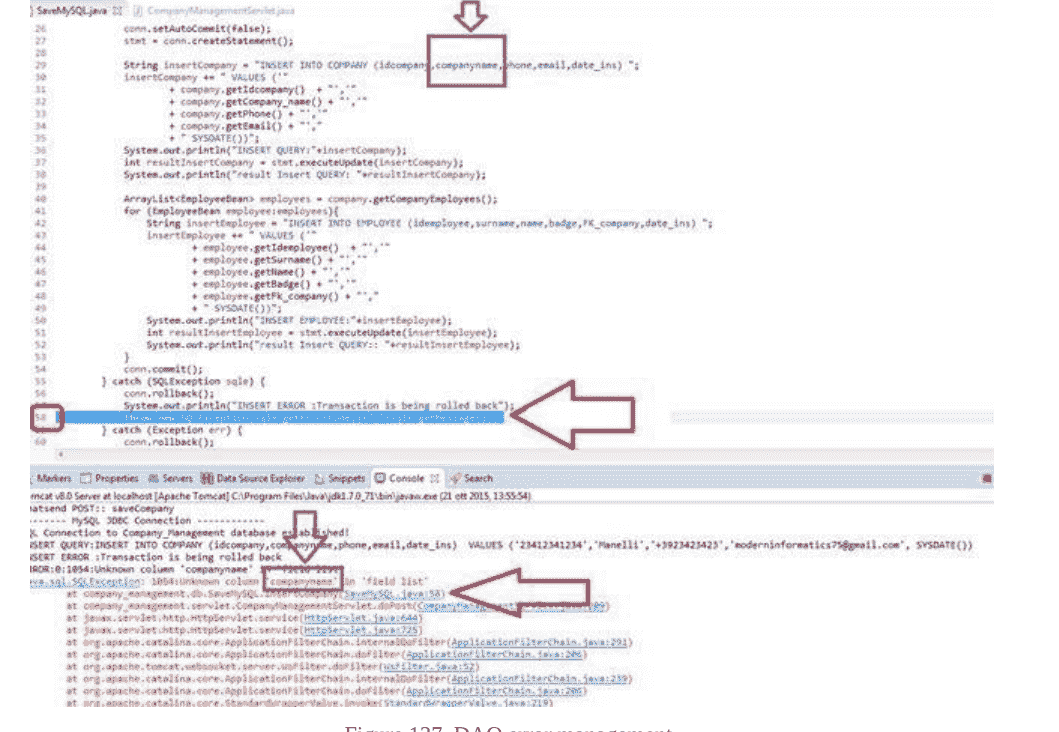 SaveMySQL.java CompanyManagementServlet.java
26 conn.setAutoCommit(false);
27 stmt = conn.createStatement();
28
29 String insertCompany = "INSERT INTO COMPANY (idcompany,companyname,phone,email,date_ins) ";
30 insertCompany += " VALUES ('"
31 + company.getIdcompany() + "','"
32 + company.getCompany_name() + "','"
33 + company.getPhone() + "','"
34 + company.getEmail() + "',"
35 + " SYSDATE())";
36 System.out.println("INSERT QUERY:"+insertCompany);
37 int resultInsertCompany = stmt.executeUpdate(insertCompany);
38 System.out.println("result Insert QUERY: "+resultInsertCompany);
39
40 ArrayList<EmployeeBean> employees = company.getCompanyEmployees();
41 for (EmployeeBean employee:employees){
42 String insertEmployee = "INSERT INTO EMPLOYEE (idemployee,surname,name,badge,FK_company,date_ins) ";
43 insertEmployee += " VALUES ('"
44 + employee.getIdemployee() + "','"
45 + employee.getSurname() + "','"
46 + employee.getName() + "','"
47 + employee.getBadge() + "','"
48 + employee.getFk_company() + "',"
49 + " SYSDATE())";
50 System.out.println("INSERT EMPLOYEE:"+insertEmployee);
51 int resultInsertEmployee = stmt.executeUpdate(insertEmployee);
52 System.out.println("result Insert QUERY:: "+resultInsertEmployee);
53 }
54 conn.commit();
55 } catch (SQLException sqle) {
56 conn.rollback();
57 System.out.println("INSERT ERROR :Transaction is being rolled back");
58
} catch (Exception err) {
60 conn.rollback();
Markers Properties Servers Data Source Explorer Snippets Console Search
mcat v8.0 Server at localhost [Apache Tomcat] C:\Program Files\Java\jdk1.7.0_71\bin\javaw.exe (21 ott 2015, 13:55:54)
hatsend POST:: saveCompany
------- MySQL JDBC Connection ------------
QL Connection to Company_Management database established!
NSERT QUERY:INSERT INTO COMPANY (idcompany,companyname,phone,email,date_ins) VALUES ('23412341234','Manelli','+3923423423','moderninformatics75@gmail.com', SYSDATE())
NSERT ERROR :Transaction is being rolled back
RROR:0:1054:Unknown column 'companyname' field list
ava.sql.SQLException: 1054:Unknown column 'companyname' in 'field list'
at company_management.db.SaveMySQL.insertCompany(SaveMySQL.java:58)
at company_management.servlet.CompanyManagementServlet.doPost(
at javax.servlet.http.HttpServlet.service(HttpServlet.java:644)
at javax.servlet.http.HttpServlet.service(HttpServlet.java:725)
at org.apache.catalina.core.ApplicationFilterChain.internalDoFilter(ApplicationFilterChain.java:291)
at org.apache.catalina.core.ApplicationFilterChain.doFilter(ApplicationFilterChain.java:206)
at org.apache.tomcat.websocket.server.WsFilter.doFilter(WsFilter.java:52)
at org.apache.catalina.core.ApplicationFilterChain.internalDoFilter(ApplicationFilterChain.java:239)
at org.apache.catalina.core.ApplicationFilterChain.doFilter(ApplicationFilterChain.java:206)
at org.apache.catalina.core.StandardWrapperValve.invoke(StandardWrapperValve.java:219)